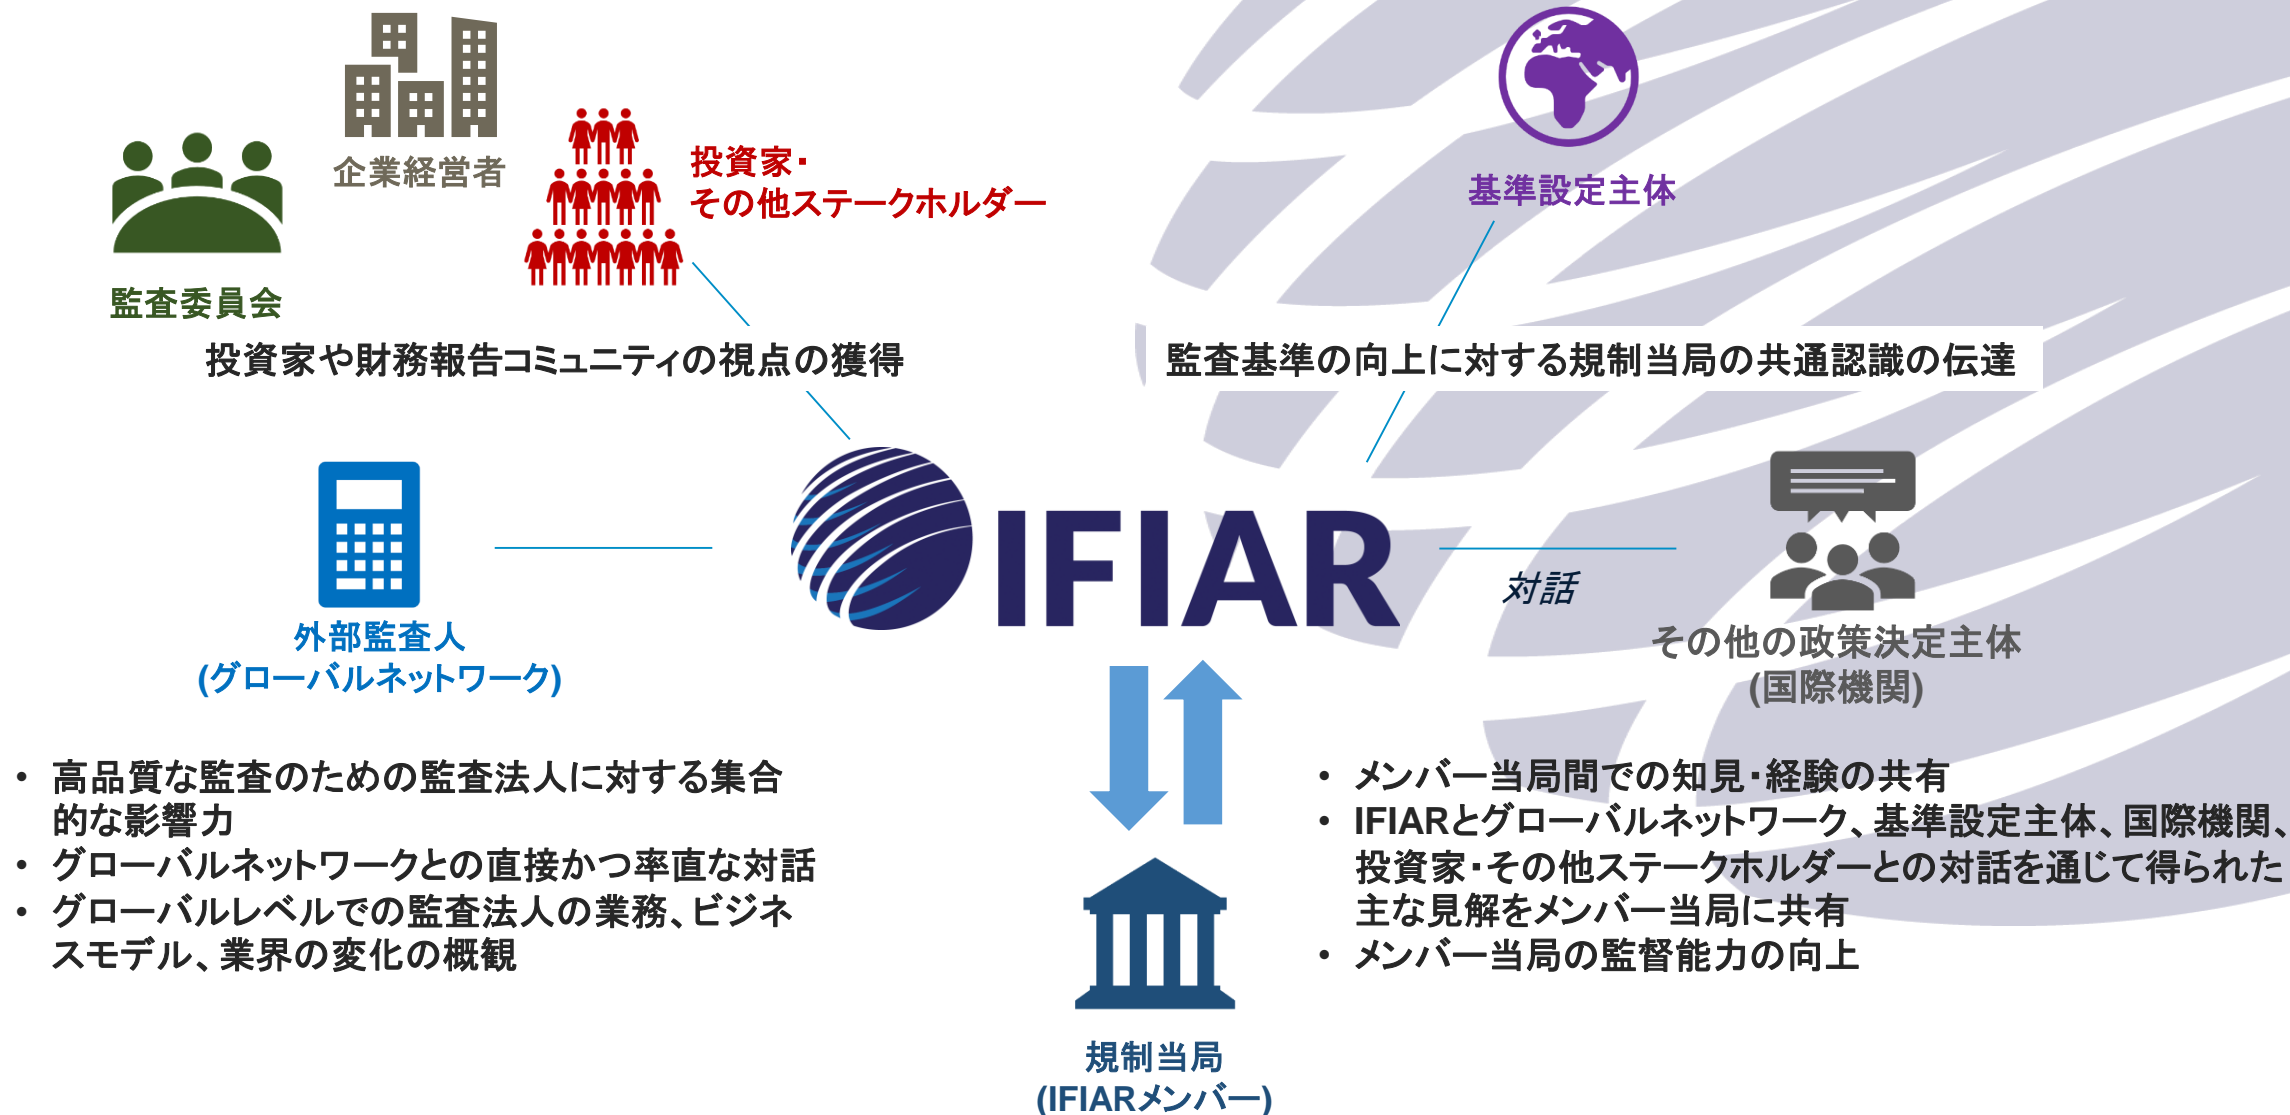 企業経営者
投資家・
その他ステークホルダー
監査委員会
基準設定主体
投資家や財務報告コミュニティの視点の獲得
監査基準の向上に対する規制当局の共通認識の伝達
IFIAR
外部監査人
(グローバルネットワーク)
対話
その他の政策決定主体
(国際機関)
• 高品質な監査のための監査法人に対する集合
的な影響力
• グローバルネットワークとの直接かつ率直な対話
• グローバルレベルでの監査法人の業務、ビジネ
スモデル、業界の変化の概観
• メンバー当局間での知見・経験の共有
• IFIARとグローバルネットワーク、基準設定主体、国際機関、
投資家・その他ステークホルダーとの対話を通じて得られた
主な見解をメンバー当局に共有
• メンバー当局の監督能力の向上
規制当局
(IFIARメンバー)